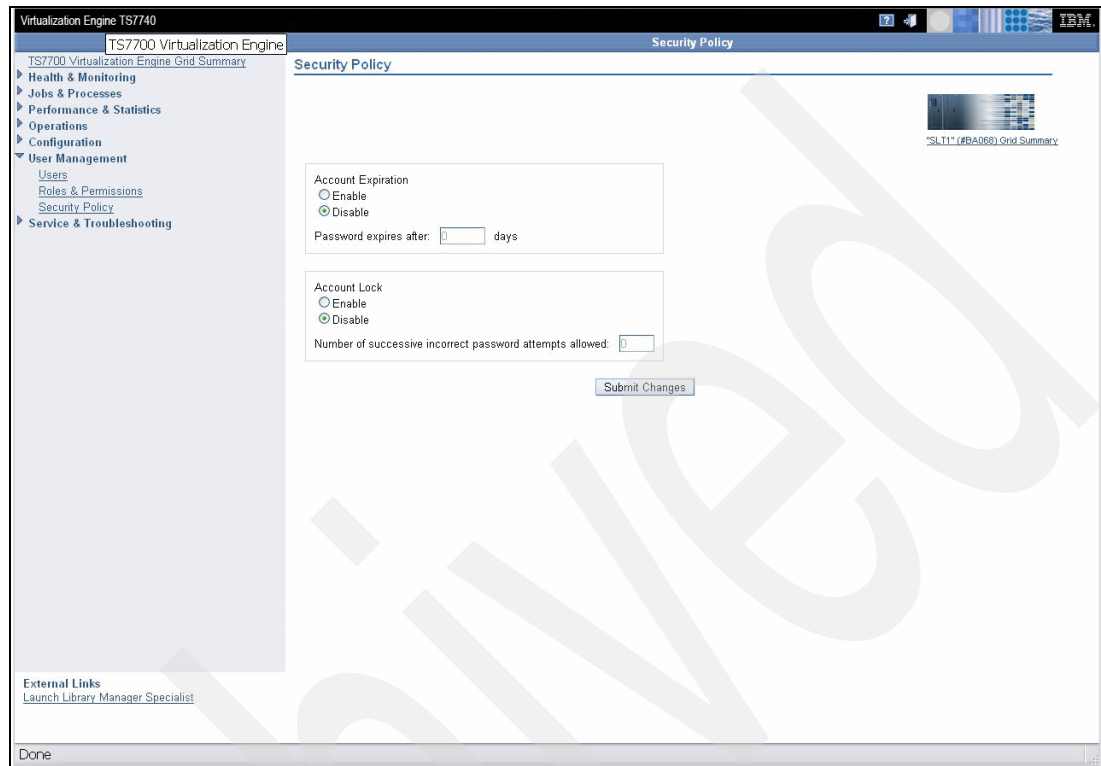 Virtualization Engine TS7740
? IBM.
TS7700 Virtualization Engine
Security Policy
TS7700 Virtualization Engine Grid Summary
Health & Monitoring
Jobs & Processes
Performance & Statistics
Operations
Configuration
User Management
Users
Roles & Permissions
Security Policy
Service & Troubleshooting
Security Policy
"SLT1" (#BA068) Grid Summary
Account Expiration
Enable
Disable
Password expires after: 0 days
Account Lock
Enable
Disable
Number of successive incorrect password attempts allowed: 0
Submit Changes
External Links
Launch Library Manager Specialist
Done
hived